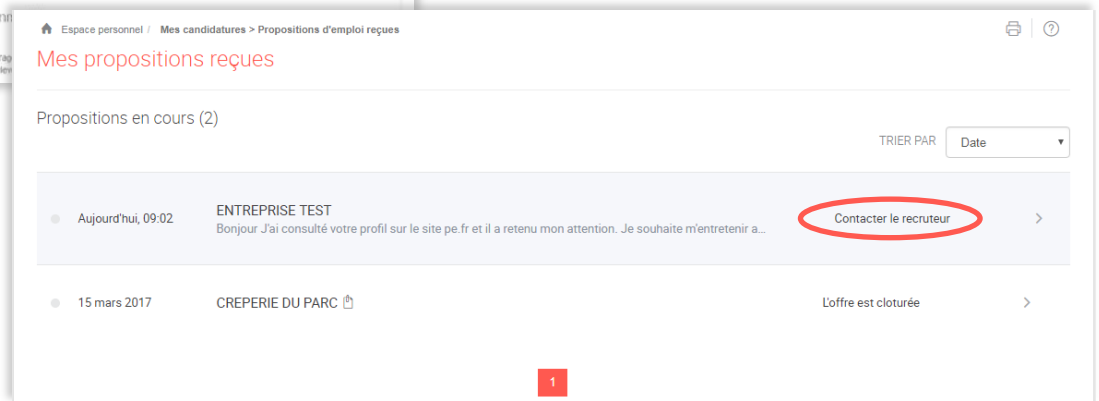 Espace personnel / Mes candidatures > Propositions d'emploi reçues
Mes propositions reçues
Propositions en cours (2)
TRIER PAR Date
Aujourd'hui, 09:02 ENTREPRISE TEST Contacter le recruteur
Bonjour J'ai consulté votre profil sur le site pe.fr et il a retenu mon attention. Je souhaite m'entretenir a...
15 mars 2017 CREPERIE DU PARC L'offre est cloturée
1